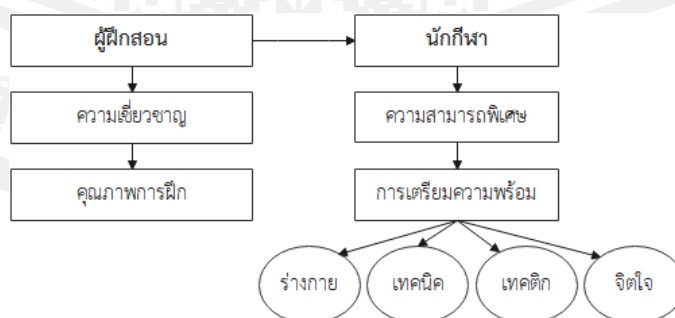 ผู้ฝึกสอน
นักกีฬา
ความเชี่ยวชาญ
ความสามารถพิเศษ
คุณภาพการฝึก
การเตรียมความพร้อม
ร่างกาย
เทคนิค
เทคติก
จิตใจ